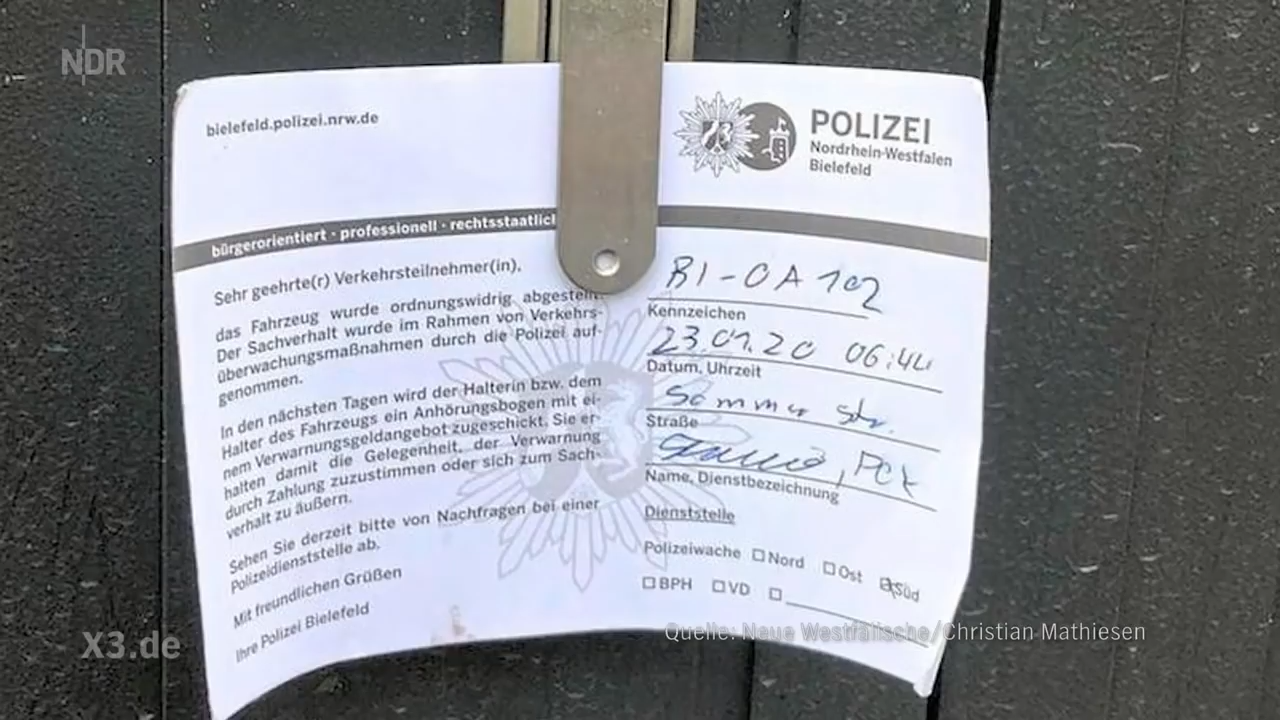 NDR
bielefeld.polizei.nrw.de
POLIZEI
Nordrhein-Westfalen
Bielefeld
bürgerorientiert · professionell · rechtsstaatlich
Sehr geehrte(r) Verkehrsteilnehmer(in),
das Fahrzeug wurde ordnungswidrig abgestellt.
Der Sachverhalt wurde im Rahmen von Verkehrs-
überwachungsmaßnahmen durch die Polizei auf-
genommen.
In den nächsten Tagen wird der Halterin bzw. dem
Halter des Fahrzeugs ein Anhörungsbogen mit ei-
nem Verwarnungsgeldangebot zugeschickt. Sie er-
halten damit die Gelegenheit, der Verwarnung
durch Zahlung zuzustimmen oder sich zum Sach-
verhalt zu äußern.
Sehen Sie derzeit bitte von Nachfragen bei einer
Polizeidienststelle ab.
Mit freundlichen Grüßen
Ihre Polizei Bielefeld
BI-OA 102
Kennzeichen
23.01.20 06:44
Datum, Uhrzeit
Sommer str.
Straße
Name, Dienstbezeichnung
Dienststelle
Polizeiwache Nord Ost Süd
BPH VD
X3.de
Quelle: Neue Westfälische/Christian Mathiesen